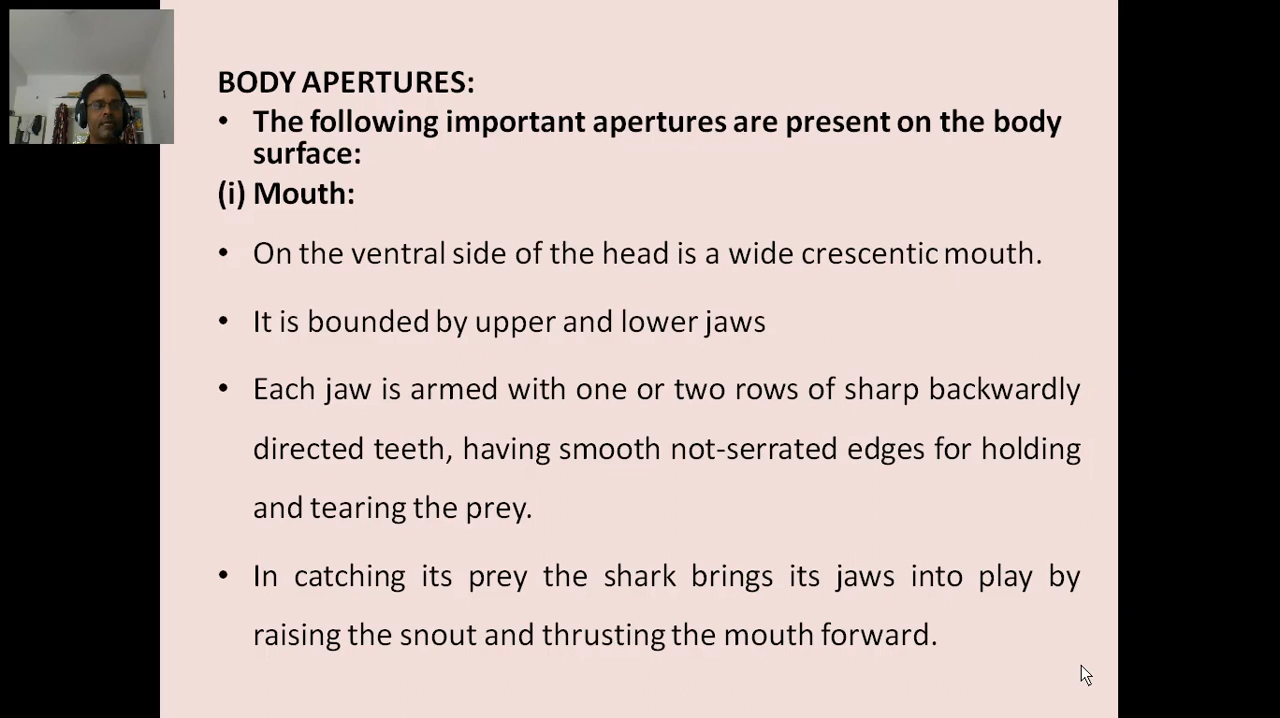 BODY APERTURES:
• The following important apertures are present on the body
surface:
(i) Mouth:
• On the ventral side of the head is a wide crescentic mouth.
• It is bounded by upper and lower jaws
• Each jaw is armed with one or two rows of sharp backwardly
directed teeth, having smooth not-serrated edges for holding
and tearing the prey.
• In catching its prey the shark brings its jaws into play by
raising the snout and thrusting the mouth forward.